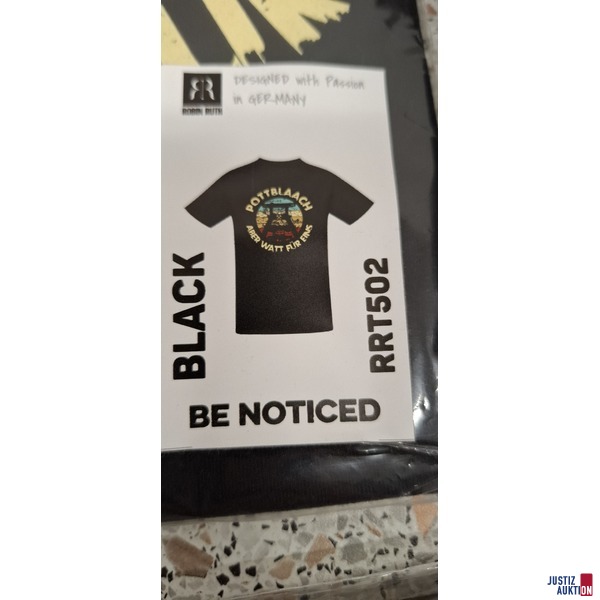 DESIGNED with Passion
in GERMANY
ROBIN RUTH
POTTBLAACH
ABER WATT FÜR EINS
BLACK
RRT502
BE NOTICED
JUSTIZ
AUKTION